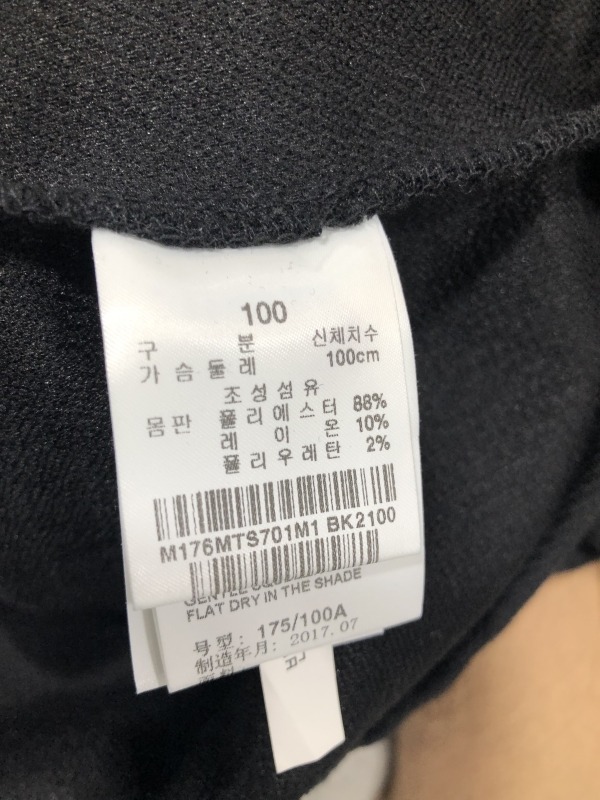 100
구 분 신체치수
가슴둘레 100cm
조성섬유
몸판 폴리에스터 88%
레이온 10%
폴리우레탄 2%
M176MTS701M1 BK2100
FLAT DRY IN THE SHADE
号型: 175/100A
制造年月: 2017.07